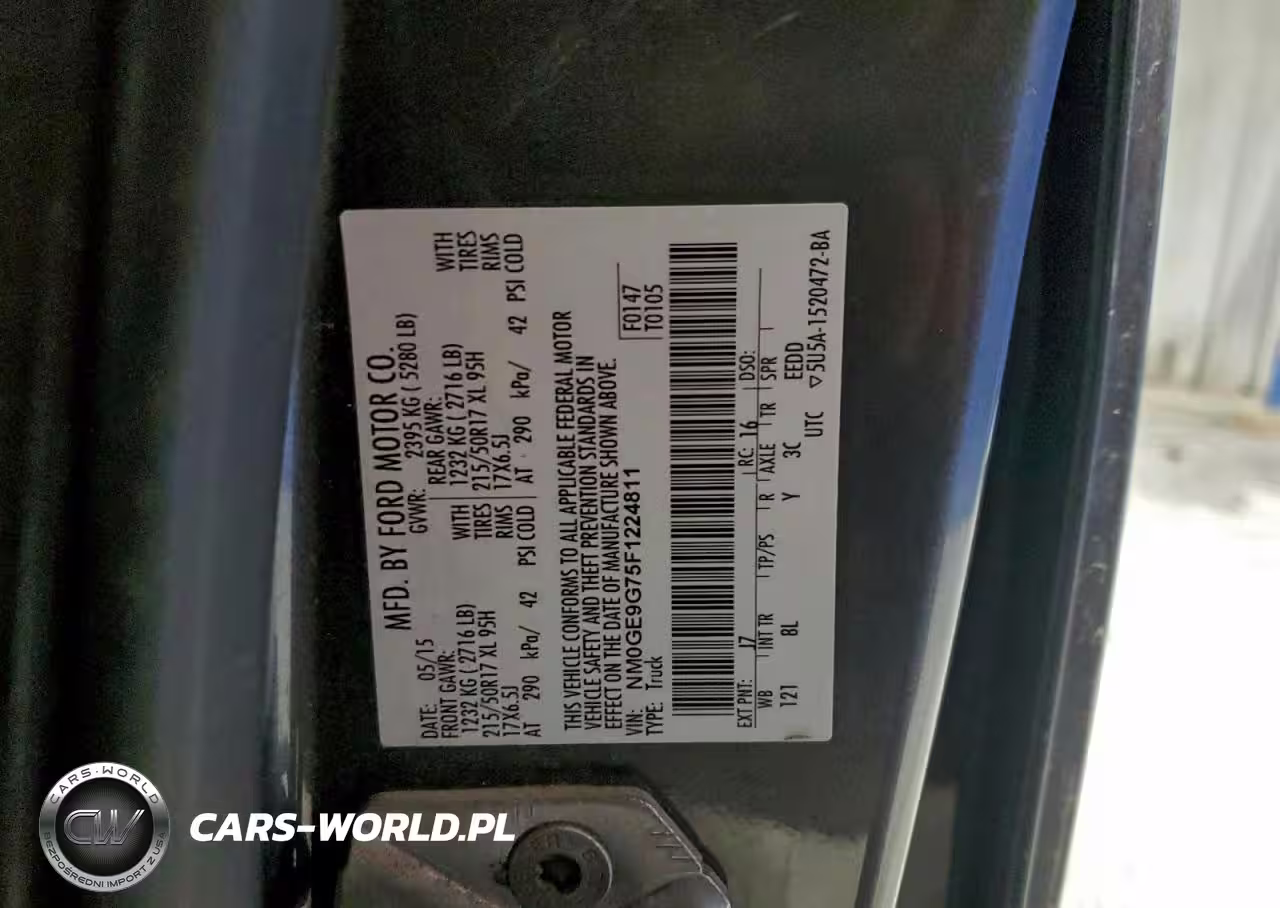 MFD. BY FORD MOTOR CO.
DATE: 05/15 GVWR: 2395 KG ( 5280 LB)
FRONT GAWR: REAR GAWR:
1232 KG ( 2716 LB) WITH 1232 KG ( 2716 LB) WITH
215/50R17 XL 95H TIRES 215/50R17 XL 95H TIRES
17X6.5J RIMS 17X6.5J RIMS
AT 290 kPa/ 42 PSI COLD AT 290 kPa/ 42 PSI COLD
THIS VEHICLE CONFORMS TO ALL APPLICABLE FEDERAL MOTOR
VEHICLE SAFETY AND THEFT PREVENTION STANDARDS IN
EFFECT ON THE DATE OF MANUFACTURE SHOWN ABOVE.
VIN: NM0GE9G75F1224811 F0147
TYPE: Truck T0105
EXT PNT: J7 RC: 16 DSO:
WB INT TR TP/PS R AXLE TR SPR
121 8L Y 3C EEDD
UTC ▽5U5A-1520472-BA
CARS·WORLD
CW
BEZPOŚREDNI IMPORT Z USA
CARS-WORLD.PL